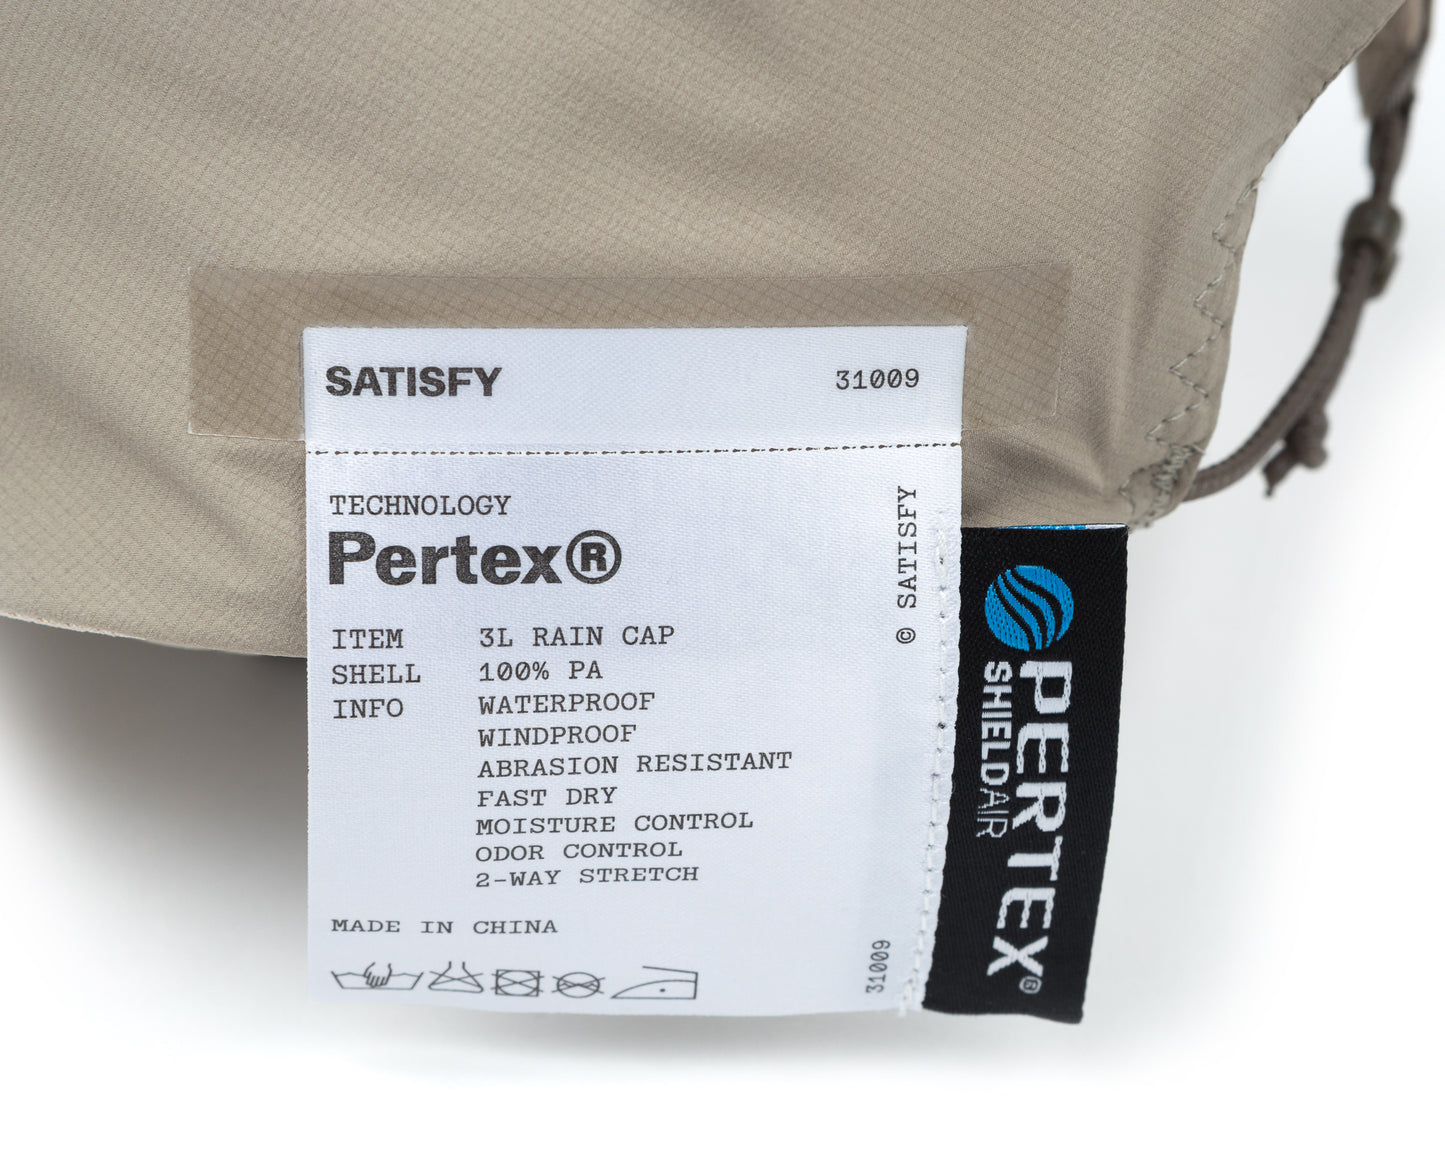 SATISFY 31009
TECHNOLOGY
Pertex®
ITEM 3L RAIN CAP
SHELL 100% PA
INFO WATERPROOF
WINDPROOF
ABRASION RESISTANT
FAST DRY
MOISTURE CONTROL
ODOR CONTROL
2-WAY STRETCH
MADE IN CHINA
© SATISFY
31009
PERTEX®
SHIELDAIR